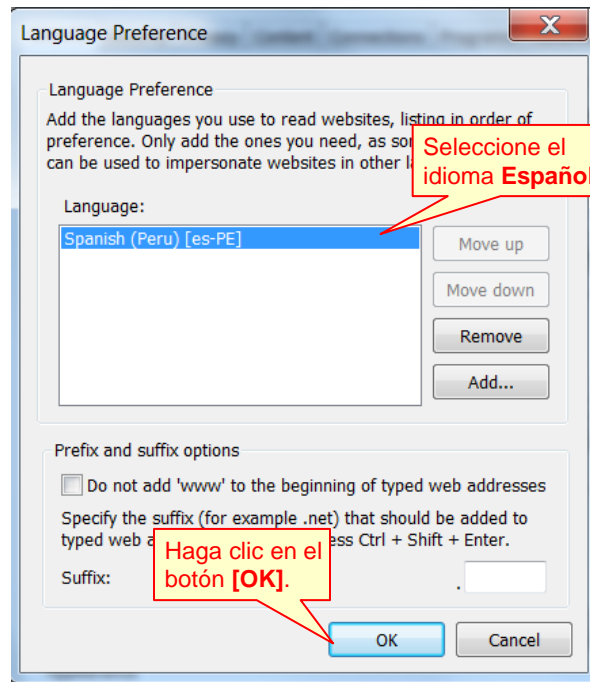 Language Preference
Language Preference
Add the languages you use to read websites, listing in order of
preference. Only add the ones you need, as
can be used to impersonate websites in other
Seleccione el
idioma Español
Language:
Spanish (Peru) [es-PE]
Move up
Move down
Remove
Add...
Prefix and suffix options
Do not add 'www' to the beginning of typed web addresses
Specify the suffix (for example .net) that should be added to
typed web Ctrl + Shift + Enter.
Haga clic en el
botón [OK].
Suffix:
.
OK
Cancel